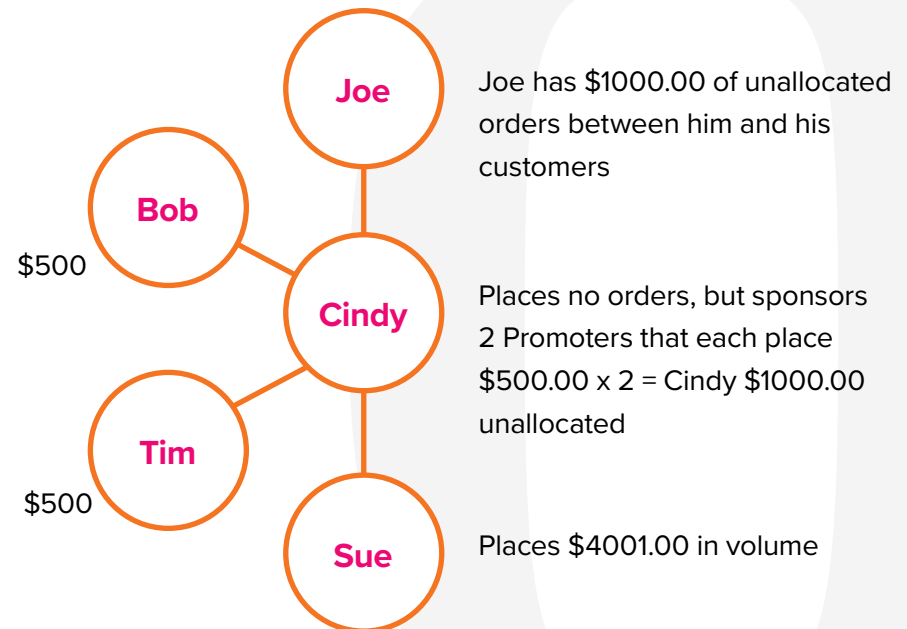 Joe
Joe has $1000.00 of unallocated
orders between him and his
customers
Bob
$500
Cindy
Places no orders, but sponsors
2 Promoters that each place
$500.00 x 2 = Cindy $1000.00
unallocated
Tim
$500
Sue
Places $4001.00 in volume